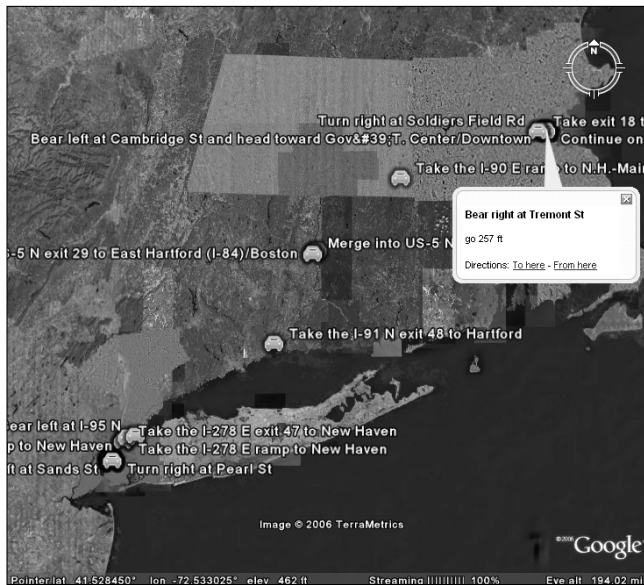 N
Turn right at Soldiers Field Rd
Take exit 18 t
Bear left at Cambridge St and head toward Gov&#39;T. Center/Downtown
Continue on
Take the I-90 E ramp to N.H.-Main
Bear right at Tremont St
go 257 ft
Directions: To here - From here
S-5 N exit 29 to East Hartford (I-84)/Boston
Merge into US-5 N
Take the I-91 N exit 48 to Hartford
Bear left at I-95 N
Take the I-278 E exit 47 to New Haven
p to New Haven
Take the I-278 E ramp to New Haven
ft at Sands St
Turn right at Pearl St
Image © 2006 TerraMetrics
©2006 Google
Pointer lat 41.528450° lon -72.533025° elev 462 ft
Streaming |||||||||| 100%
Eye alt 194.02 m